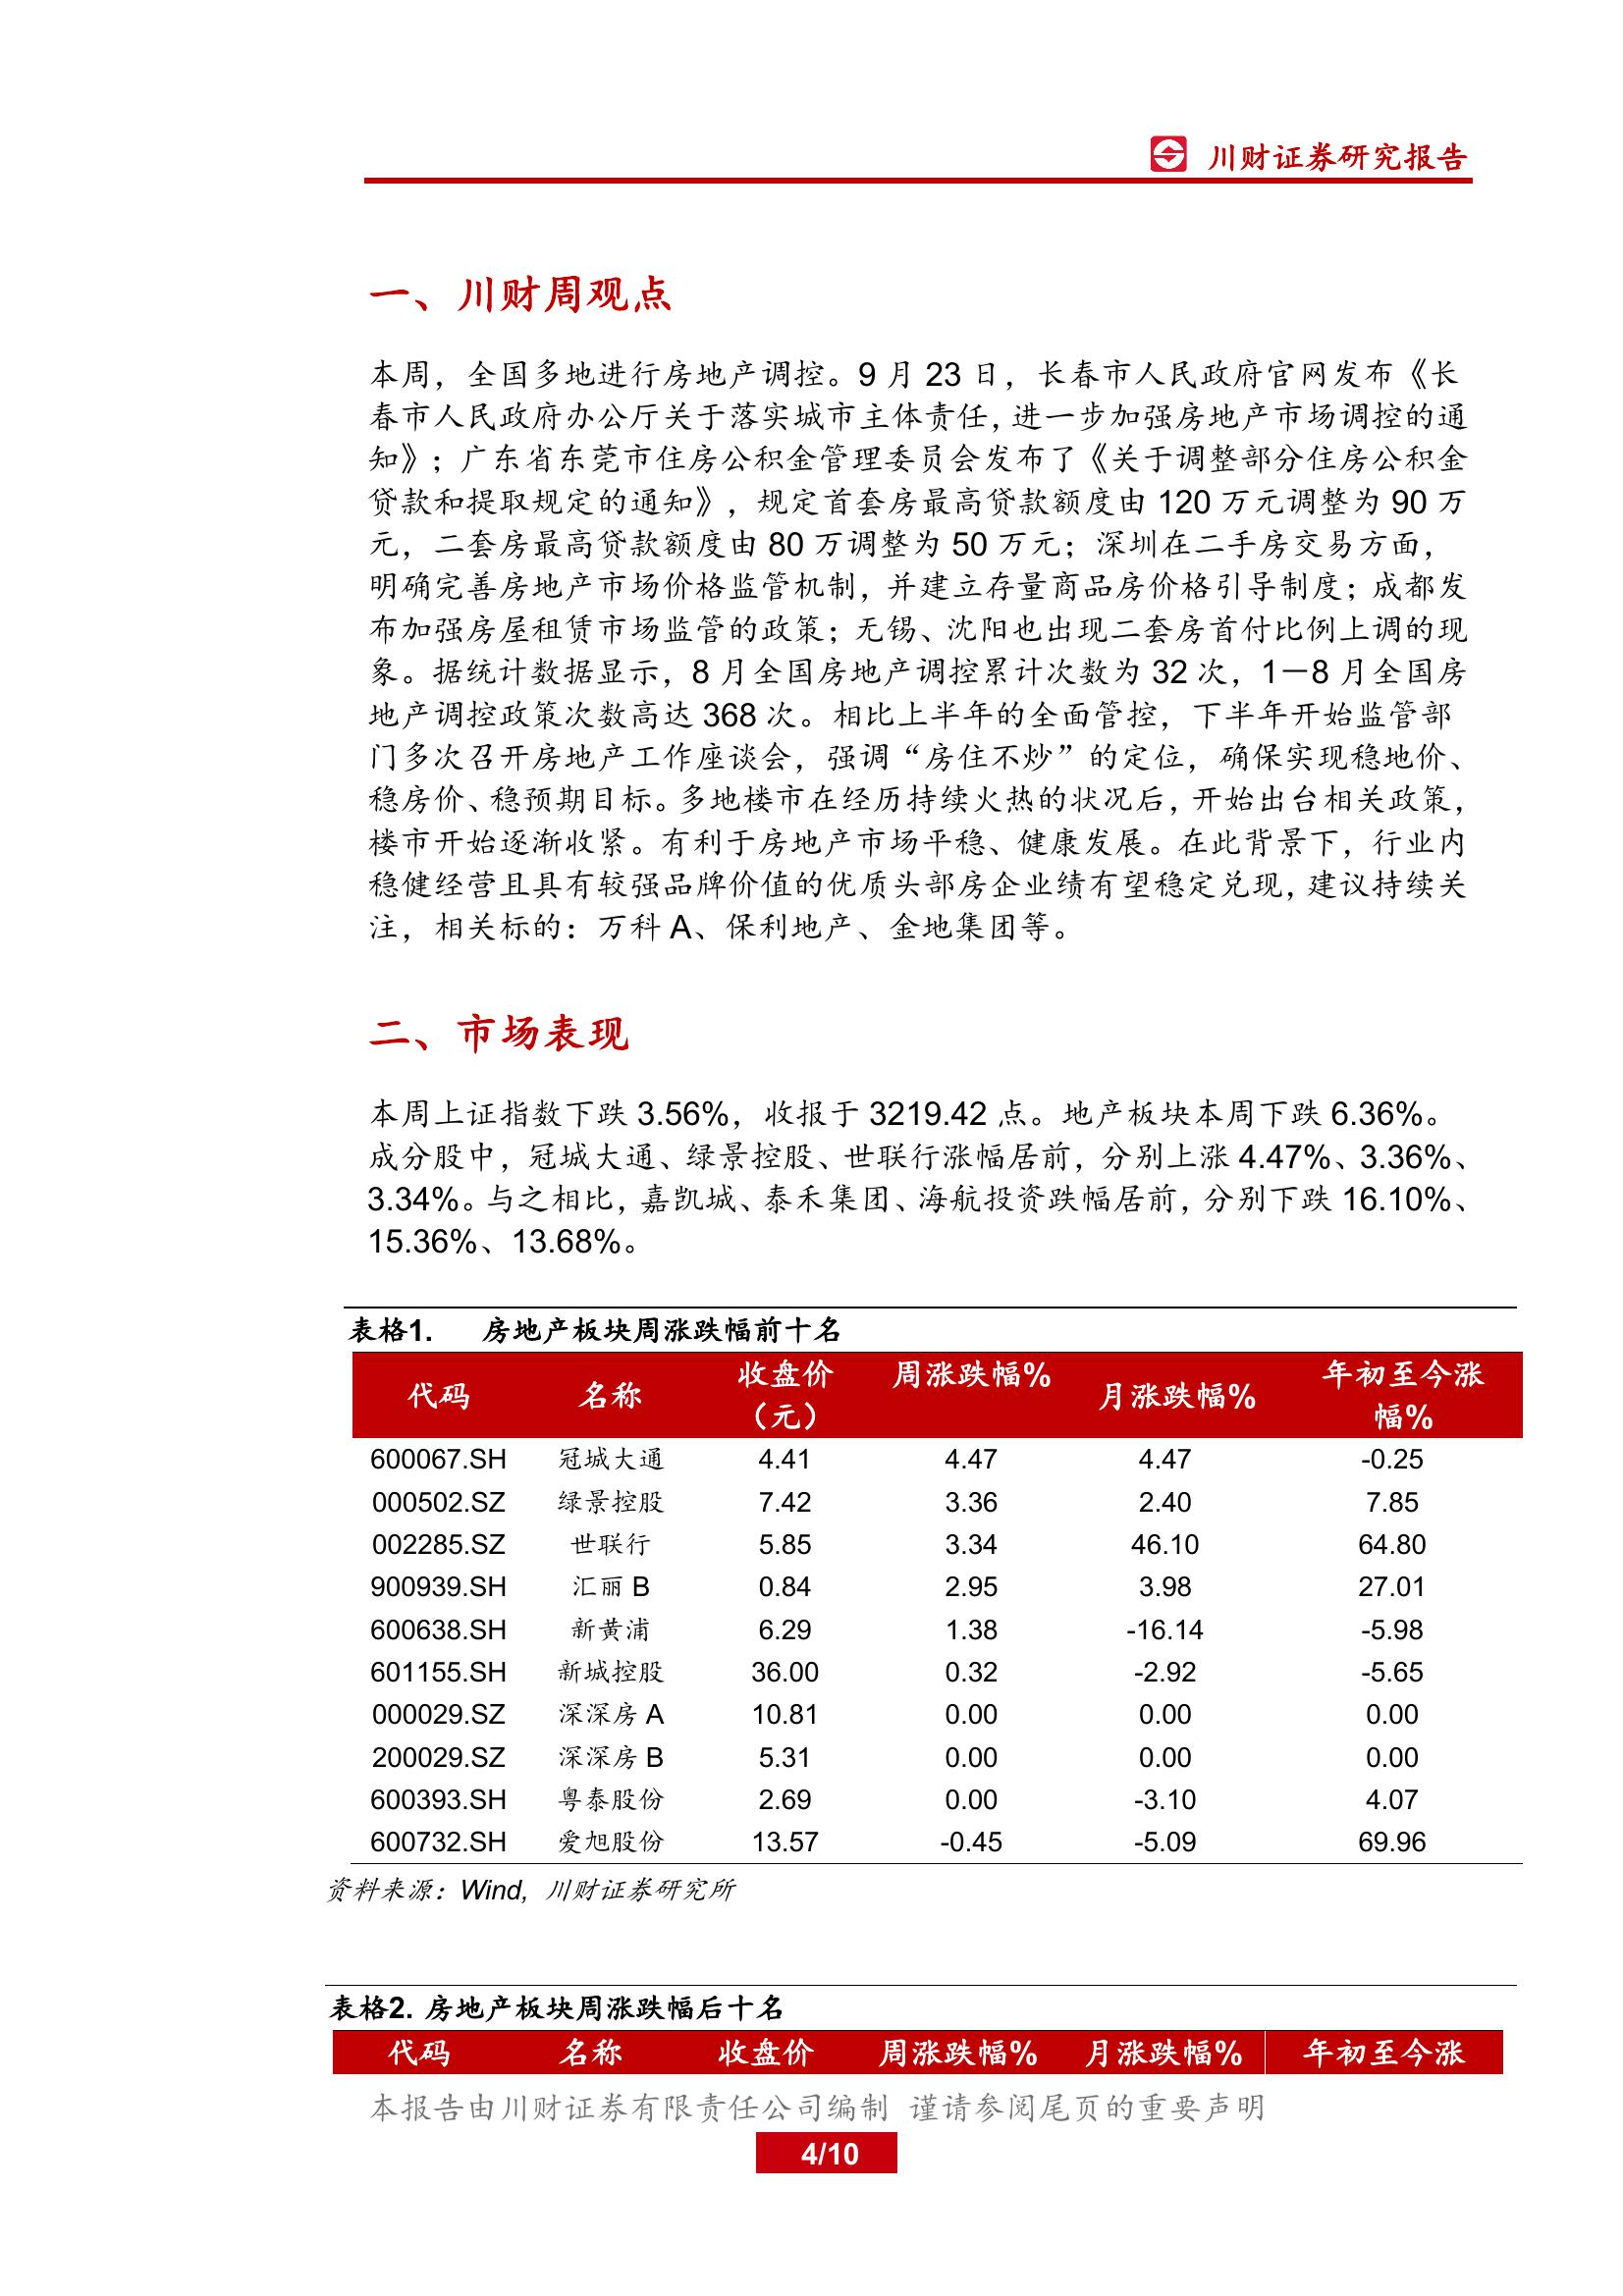 川财证券研究报告
一、川财周观点
本周，全国多地进行房地产调控。9 月 23 日，长春市人民政府官网发布《长
春市人民政府办公厅关于落实城市主体责任，进一步加强房地产市场调控的通
知》；广东省东莞市住房公积金管理委员会发布了《关于调整部分住房公积金
贷款和提取规定的通知》，规定首套房最高贷款额度由 120 万元调整为 90 万
元，二套房最高贷款额度由 80 万调整为 50 万元；深圳在二手房交易方面，
明确完善房地产市场价格监管机制，并建立存量商品房价格引导制度；成都发
布加强房屋租赁市场监管的政策；无锡、沈阳也出现二套房首付比例上调的现
象。据统计数据显示，8 月全国房地产调控累计次数为 32 次，1－8 月全国房
地产调控政策次数高达 368 次。相比上半年的全面管控，下半年开始监管部
门多次召开房地产工作座谈会，强调“房住不炒”的定位，确保实现稳地价、
稳房价、稳预期目标。多地楼市在经历持续火热的状况后，开始出台相关政策，
楼市开始逐渐收紧。有利于房地产市场平稳、健康发展。在此背景下，行业内
稳健经营且具有较强品牌价值的优质头部房企业绩有望稳定兑现，建议持续关
注，相关标的：万科 A、保利地产、金地集团等。
二、市场表现
本周上证指数下跌 3.56%，收报于 3219.42 点。地产板块本周下跌 6.36%。
成分股中，冠城大通、绿景控股、世联行涨幅居前，分别上涨 4.47%、3.36%、
3.34%。与之相比，嘉凯城、泰禾集团、海航投资跌幅居前，分别下跌 16.10%、
15.36%、13.68%。
表格1. 房地产板块周涨跌幅前十名
代码 名称 收盘价（元） 周涨跌幅% 月涨跌幅% 年初至今涨幅%
600067.SH 冠城大通 4.41 4.47 4.47 -0.25
000502.SZ 绿景控股 7.42 3.36 2.40 7.85
002285.SZ 世联行 5.85 3.34 46.10 64.80
900939.SH 汇丽 B 0.84 2.95 3.98 27.01
600638.SH 新黄浦 6.29 1.38 -16.14 -5.98
601155.SH 新城控股 36.00 0.32 -2.92 -5.65
000029.SZ 深深房 A 10.81 0.00 0.00 0.00
200029.SZ 深深房 B 5.31 0.00 0.00 0.00
600393.SH 粤泰股份 2.69 0.00 -3.10 4.07
600732.SH 爱旭股份 13.57 -0.45 -5.09 69.96
资料来源：Wind，川财证券研究所
表格2. 房地产板块周涨跌幅后十名
代码 名称 收盘价 周涨跌幅% 月涨跌幅% 年初至今涨
本报告由川财证券有限责任公司编制 谨请参阅尾页的重要声明
4/10